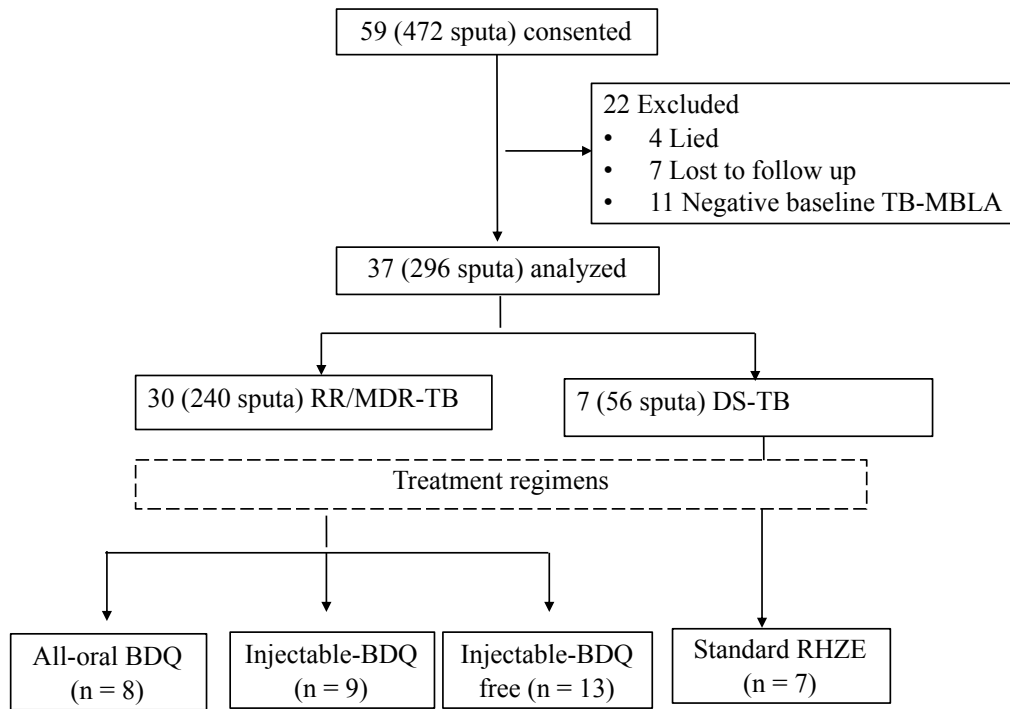 59 (472 sputa) consented
22 Excluded
• 4 Lied
• 7 Lost to follow up
• 11 Negative baseline TB-MBLA
37 (296 sputa) analyzed
30 (240 sputa) RR/MDR-TB
7 (56 sputa) DS-TB
Treatment regimens
All-oral BDQ
(n = 8)
Injectable-BDQ
(n = 9)
Injectable-BDQ
free (n = 13)
Standard RHZE
(n = 7)